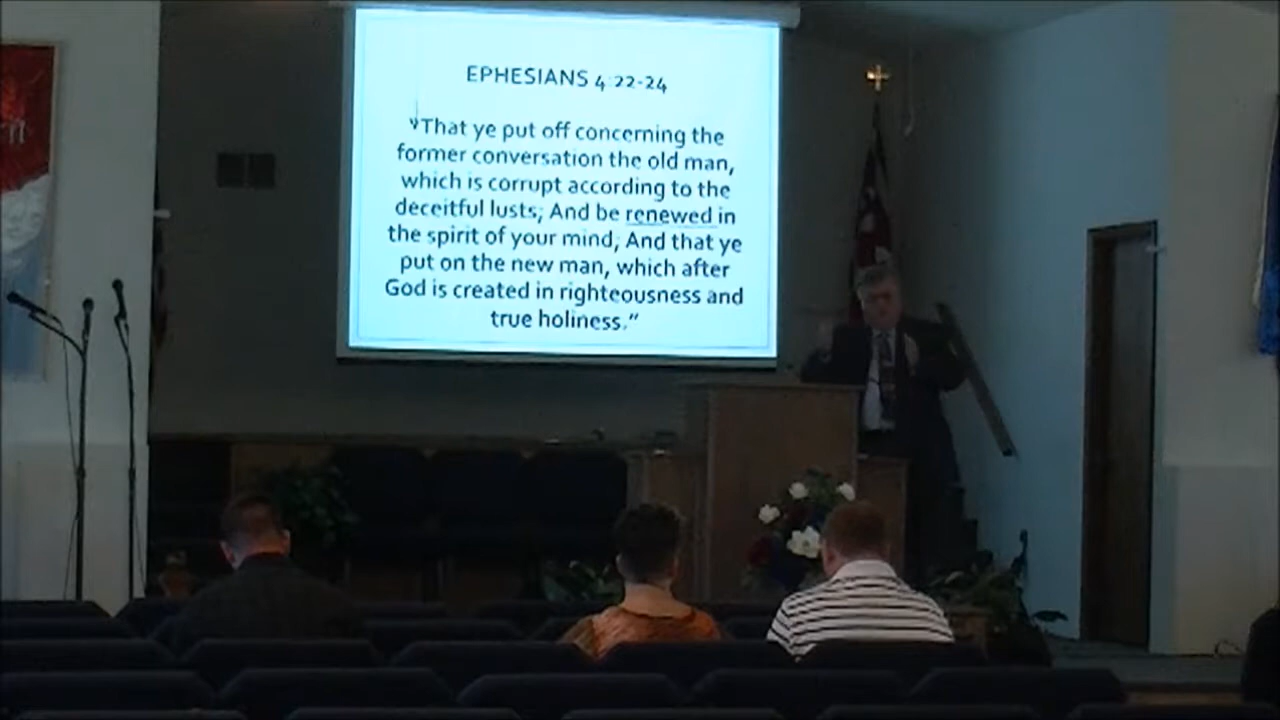 EPHESIANS 4:22-24
"That ye put off concerning the
former conversation the old man,
which is corrupt according to the
deceitful lusts; And be renewed in
the spirit of your mind; And that ye
put on the new man, which after
God is created in righteousness and
true holiness."